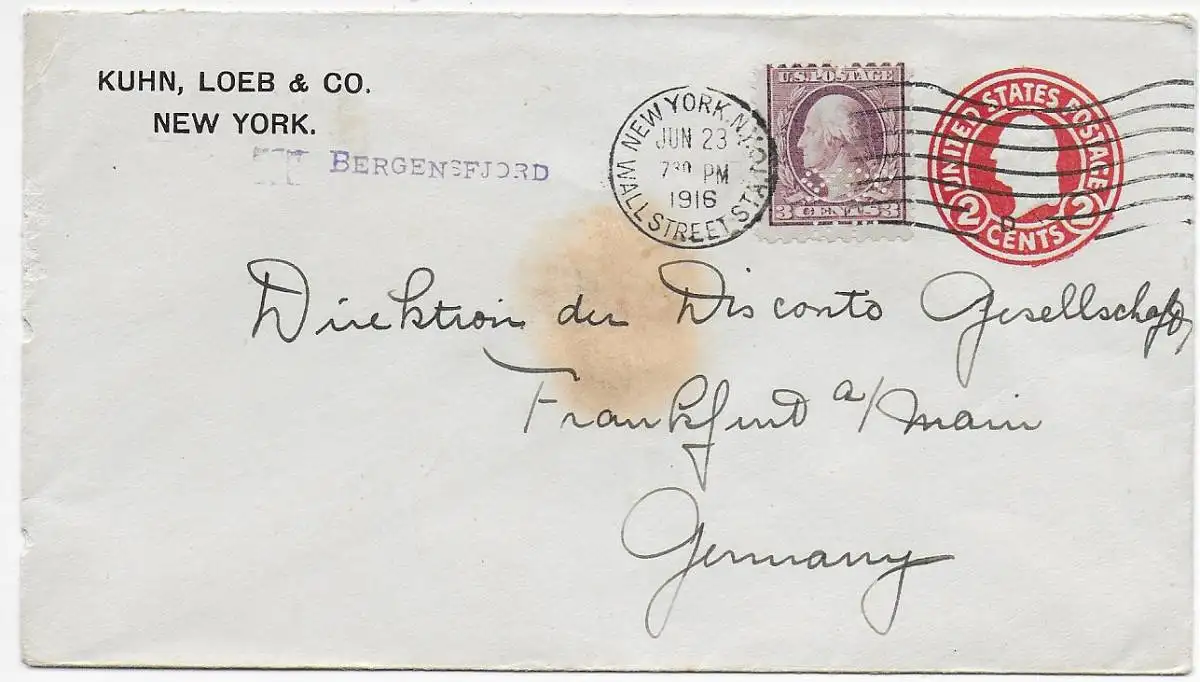 KUHN, LOEB & CO.
NEW YORK.
BERGENSFJORD
NEW YORK, N.Y.
JUN 23
7 30 PM
1916
WALL STREET STA.
U.S. POSTAGE
3 CENTS 3
UNITED STATES POSTAGE
2 CENTS 2
D
Direktion der Disconto Gesellschaft,
Frankfurt a/Main
Germany